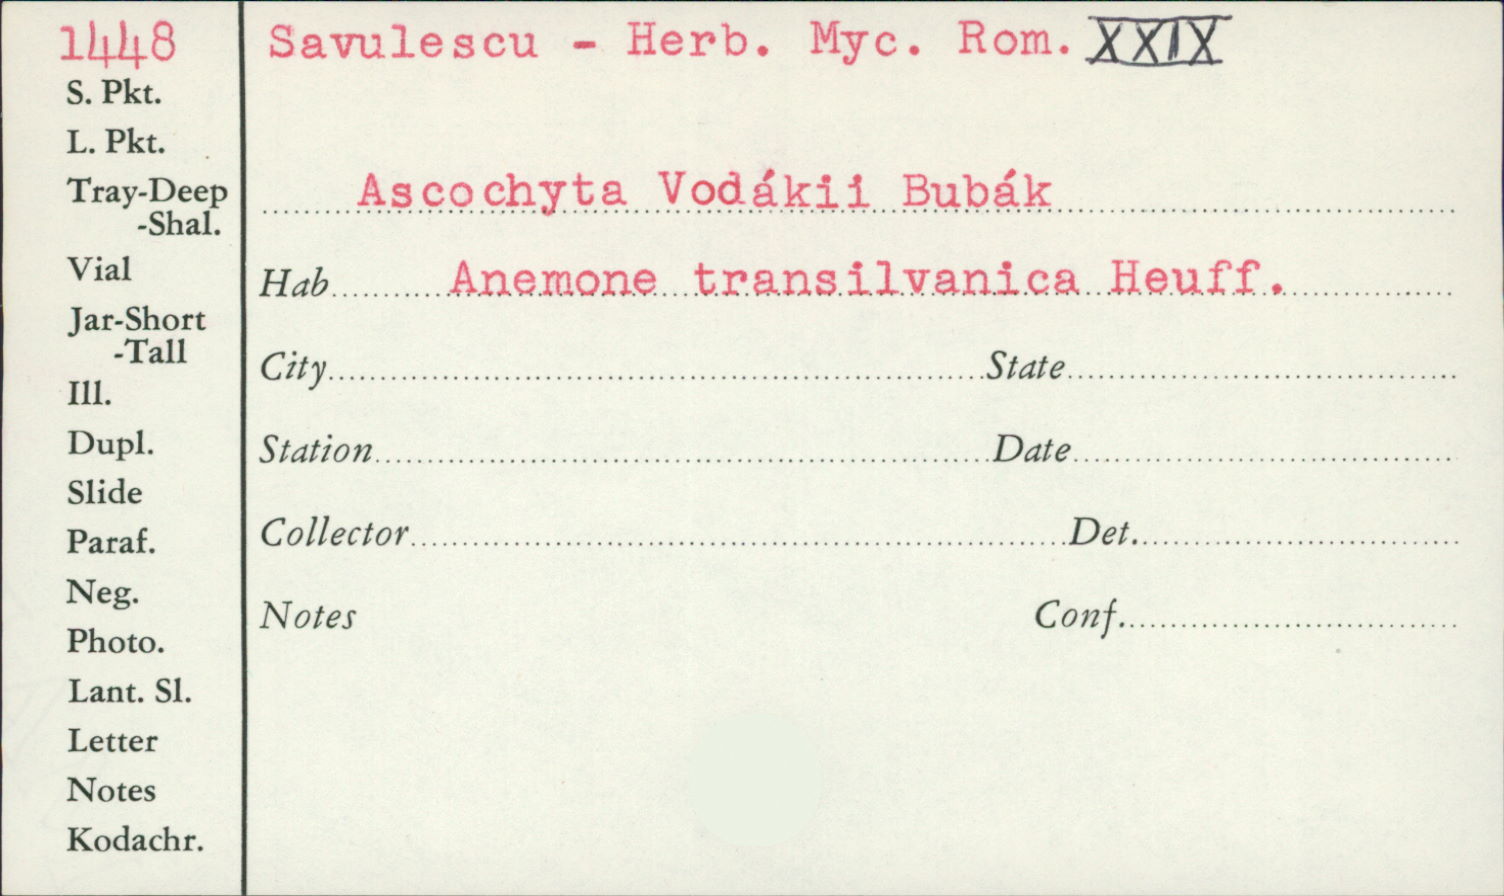 1448
S. Pkt.
L. Pkt.
Tray-Deep
-Shal.
Vial
Jar-Short
-Tall
Ill.
Dupl.
Slide
Paraf.
Neg.
Photo.
Lant. Sl.
Letter
Notes
Kodachr.
Savulescu - Herb. Myc. Rom. XXIX
Ascochyta Vodákii Bubák
Hab Anemone transilvanica Heuff.
City State
Station Date
Collector Det.
Notes Conf.